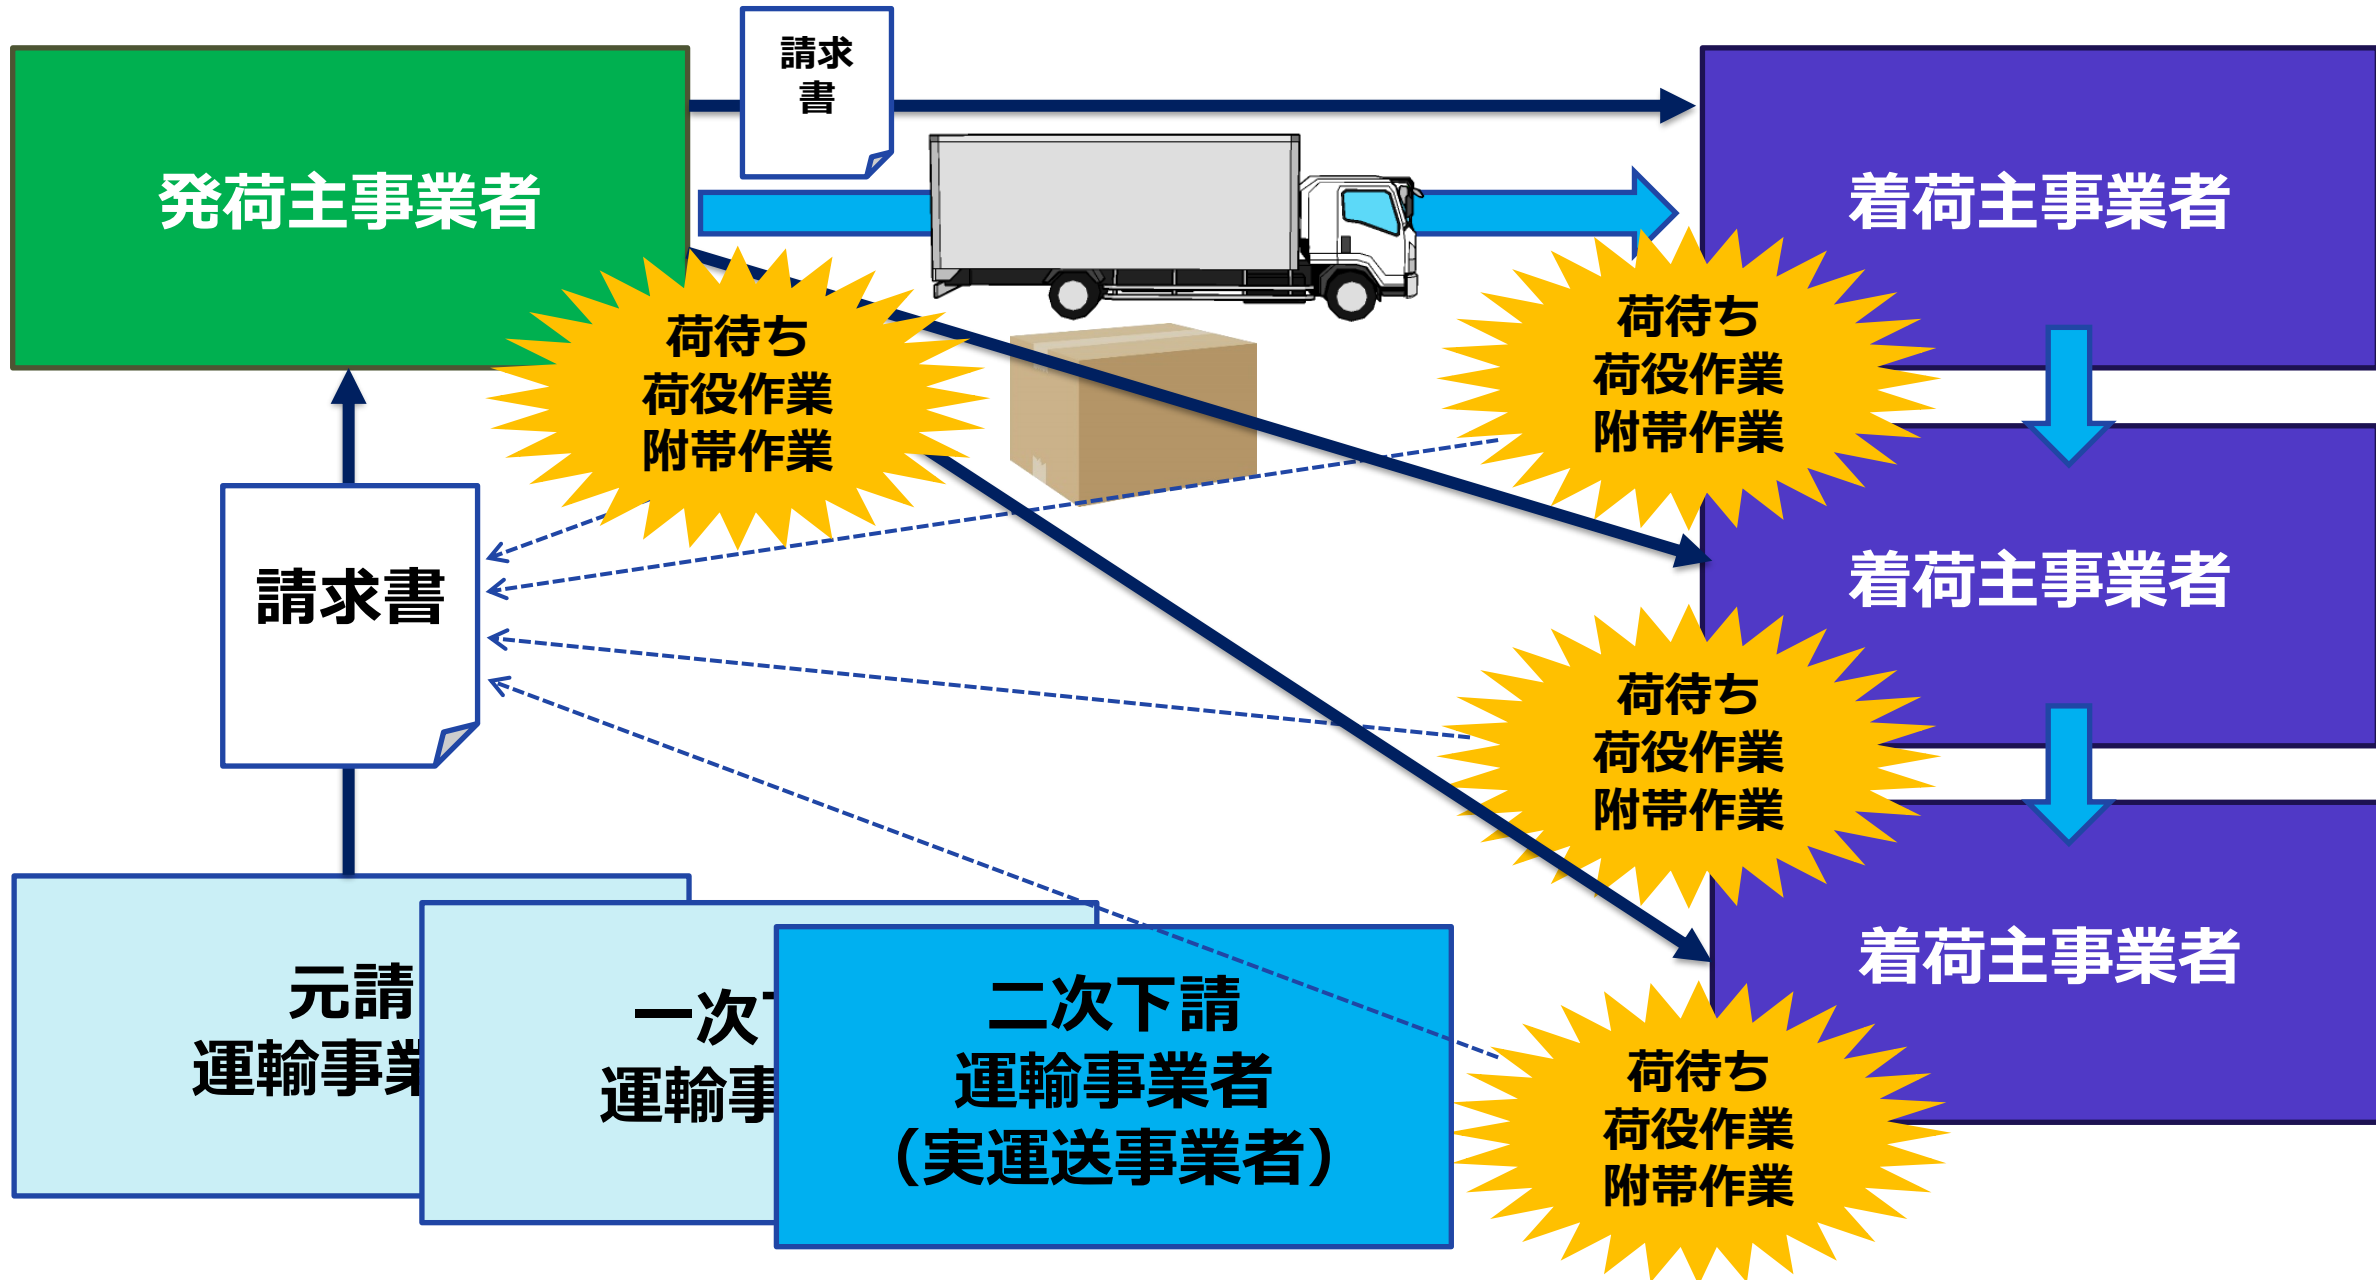 請求
書
発荷主事業者
着荷主事業者
荷待ち
荷役作業
附帯作業
荷待ち
荷役作業
附帯作業
請求書
着荷主事業者
荷待ち
荷役作業
附帯作業
着荷主事業者
元請
運輸事業
一次下
運輸事
二次下請
運輸事業者
（実運送事業者）
荷待ち
荷役作業
附帯作業